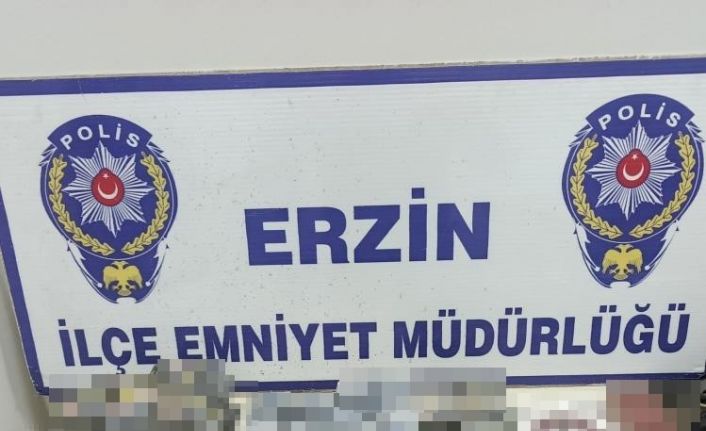 POLİS
POLİS
ERZİN
İLÇE EMNİYET MÜDÜRLÜĞÜ